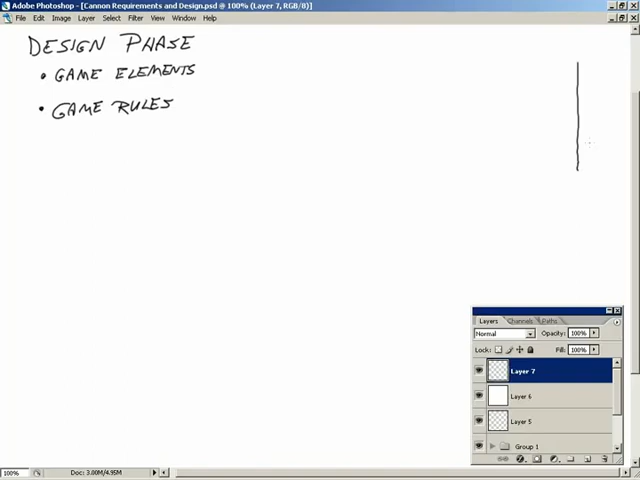 Adobe Photoshop - [Cannon Requirements and Design.psd @ 100% (Layer 7, RGB/8)]
File Edit Image Layer Select Filter View Window Help
DESIGN PHASE
• GAME ELEMENTS
• GAME RULES
Layers Channels Paths
Normal Opacity: 100%
Lock: Fill: 100%
Layer 7
Layer 6
Layer 5
Group 1
100% Doc: 3.00M/4.95M